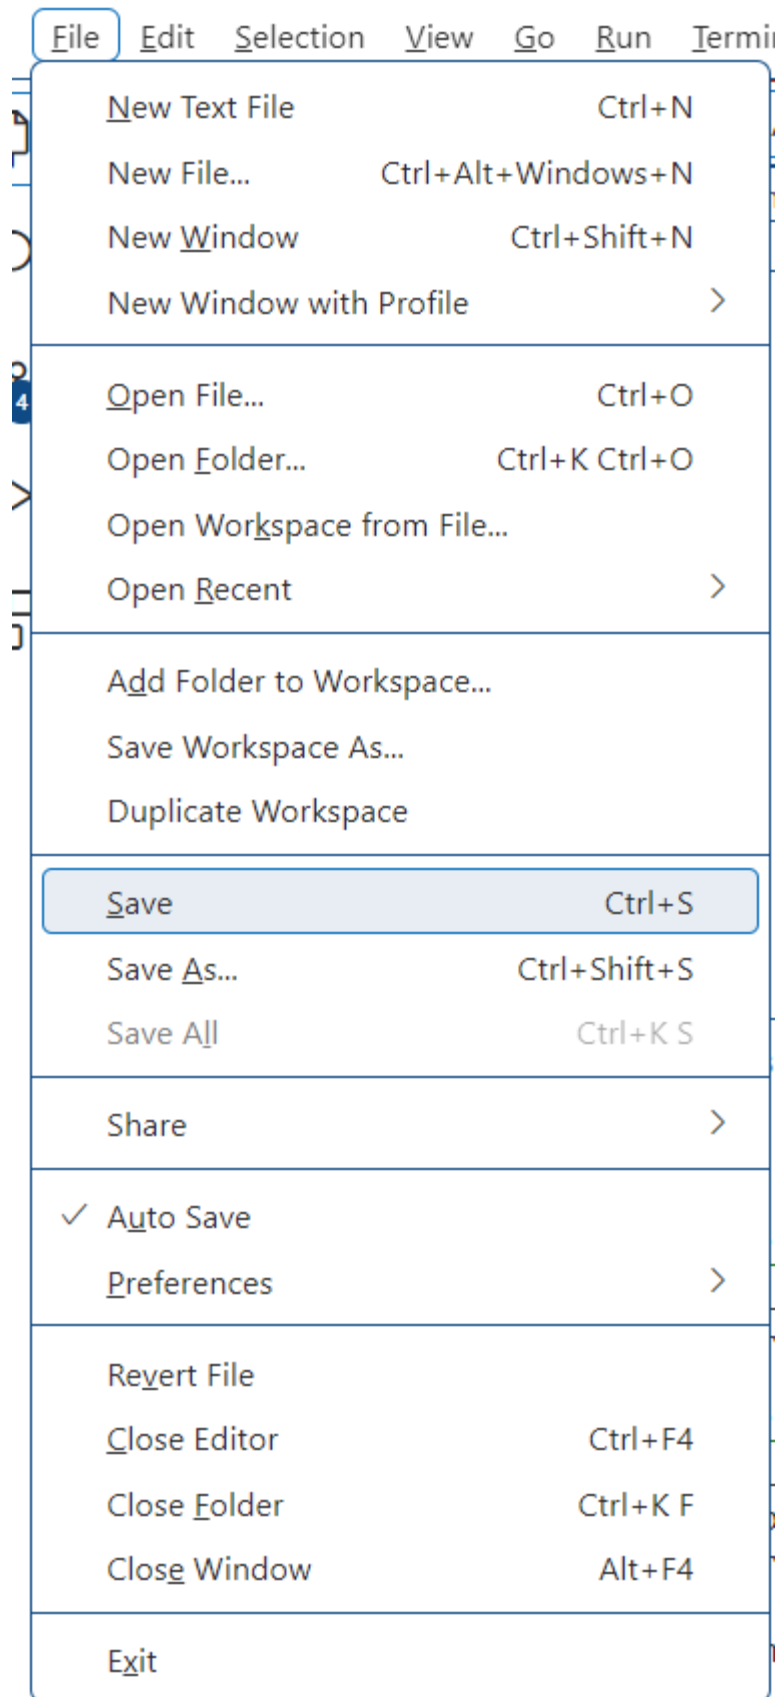 File Edit Selection View Go Run
New Text File Ctrl+N
New File... Ctrl+Alt+Windows+N
New Window Ctrl+Shift+N
New Window with Profile
4
Open File... Ctrl+O
Open Folder... Ctrl+K Ctrl+O
Open Workspace from File...
Open Recent
Add Folder to Workspace...
Save Workspace As...
Duplicate Workspace
Save Ctrl+S
Save As... Ctrl+Shift+S
Save All Ctrl+K S
Share
Auto Save
Preferences
Revert File
Close Editor Ctrl+F4
Close Folder Ctrl+K F
Close Window Alt+F4
Exit